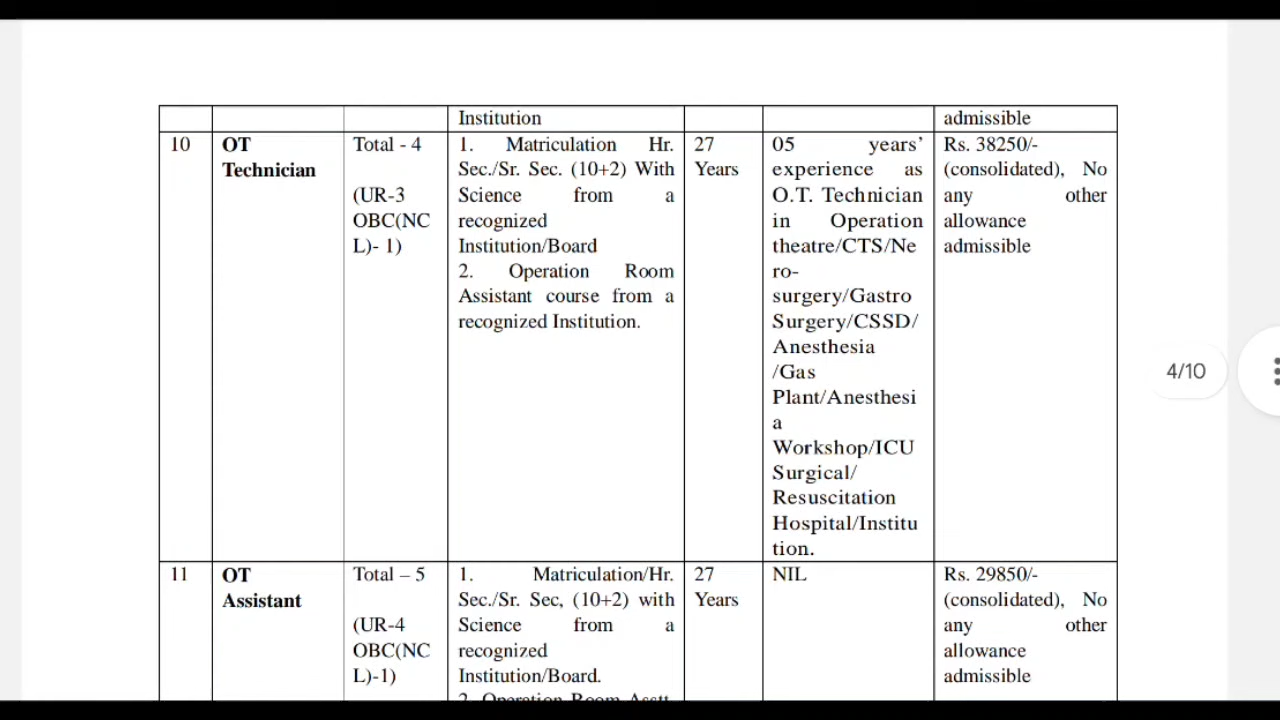 Institution
admissible
10
OT
Technician
Total - 4
(UR-3
OBC(NC
L)- 1)
1. Matriculation Hr.
Sec./Sr. Sec. (10+2) With
Science from a
recognized
Institution/Board
2. Operation Room
Assistant course from a
recognized Institution.
27
Years
05 years’
experience as
O.T. Technician
in Operation
theatre/CTS/Ne
ro-
surgery/Gastro
Surgery/CSSD/
Anesthesia
/Gas
Plant/Anesthesi
a
Workshop/ICU
Surgical/
Resuscitation
Hospital/Institu
tion.
Rs. 38250/-
(consolidated), No
any other
allowance
admissible
4/10
11
OT
Assistant
Total – 5
(UR-4
OBC(NC
L)-1)
1. Matriculation/Hr.
Sec./Sr. Sec, (10+2) with
Science from a
recognized
Institution/Board.
2. Operation Room Asstt.
27
Years
NIL
Rs. 29850/-
(consolidated), No
any other
allowance
admissible